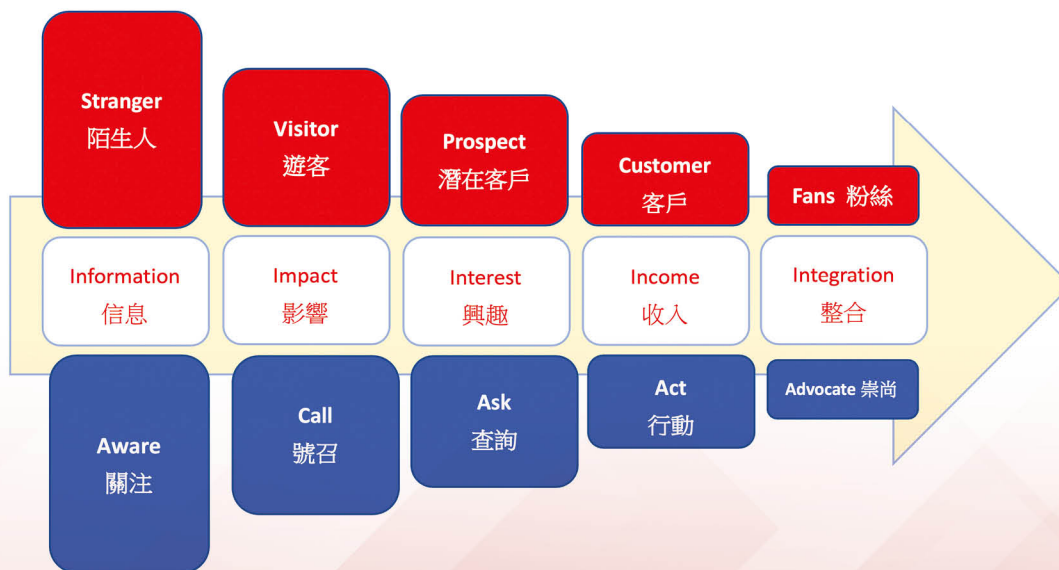 Stranger
陌生人
Visitor
遊客
Prospect
潛在客戶
Customer
客戶
Fans 粉絲
Information
信息
Impact
影響
Interest
興趣
Income
收入
Integration
整合
Aware
關注
Call
號召
Ask
查詢
Act
行動
Advocate 崇尚